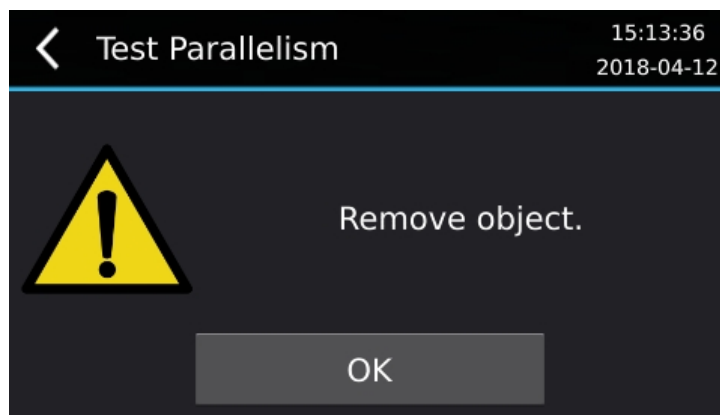 Test Parallelism
15:13:36
2018-04-12
Remove object.
OK